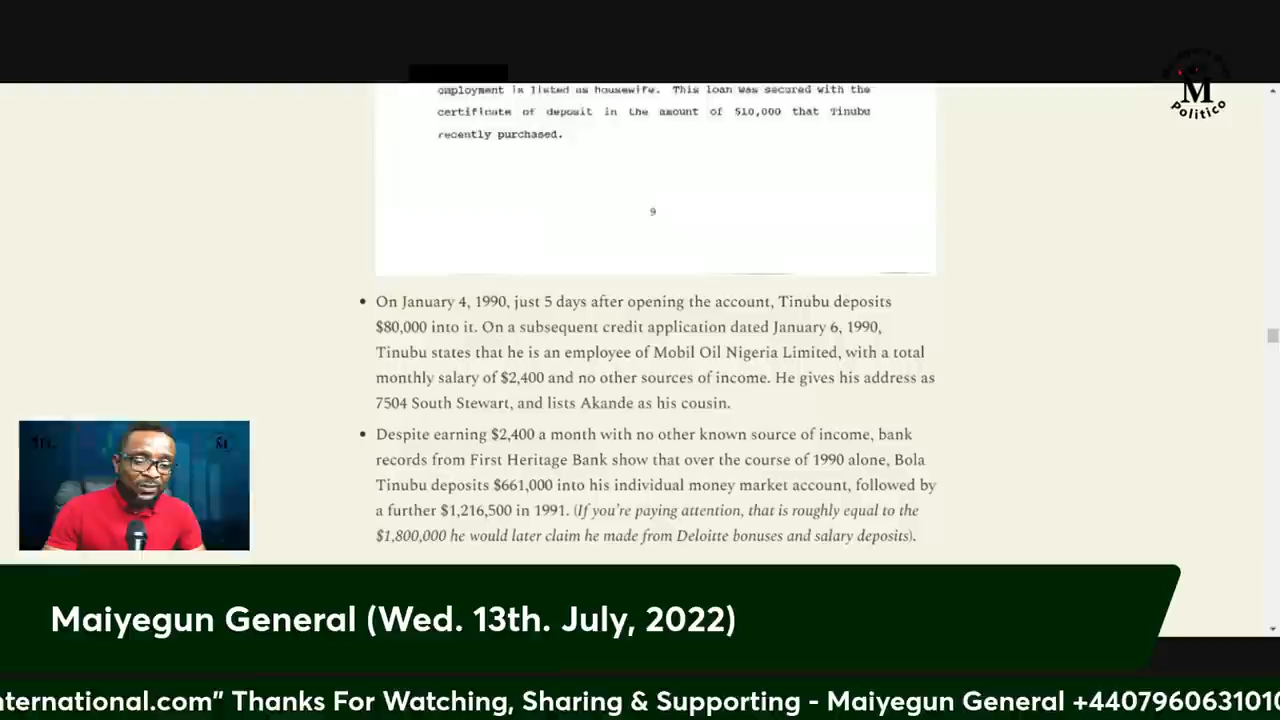 employment is listed as housewife. This loan was secured with the
certificate of deposit in the amount of $10,000 that Tinubu
recently purchased.
9
M
Politico
• On January 4, 1990, just 5 days after opening the account, Tinubu deposits
$80,000 into it. On a subsequent credit application dated January 6, 1990,
Tinubu states that he is an employee of Mobil Oil Nigeria Limited, with a total
monthly salary of $2,400 and no other sources of income. He gives his address as
7504 South Stewart, and lists Akande as his cousin.
• Despite earning $2,400 a month with no other known source of income, bank
records from First Heritage Bank show that over the course of 1990 alone, Bola
Tinubu deposits $661,000 into his individual money market account, followed by
a further $1,216,500 in 1991. (If you're paying attention, that is roughly equal to the
$1,800,000 he would later claim he made from Deloitte bonuses and salary deposits).
Maiyegun General (Wed. 13th. July, 2022)
nternational.com” Thanks For Watching, Sharing & Supporting - Maiyegun General +4407960631010